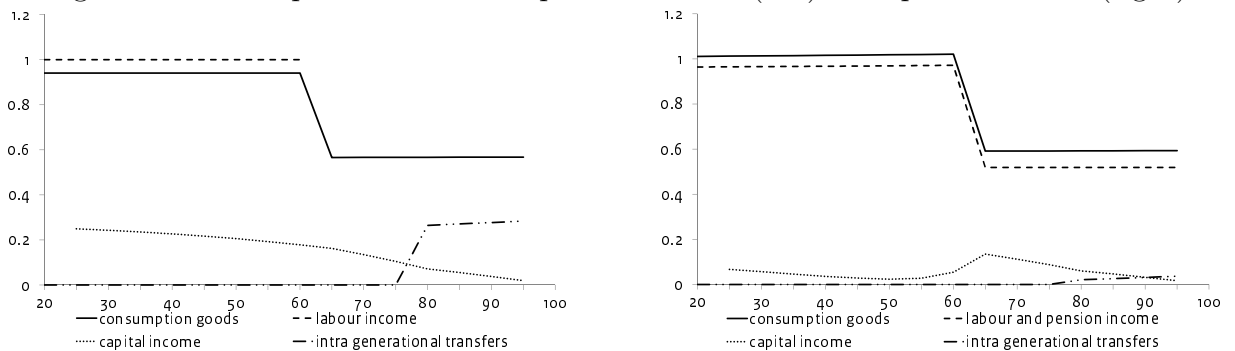 1.2
1
0.8
0.6
0.4
0.2
0
20 30 40 50 60 70 80 90 100
consumption goods labour income
capital income intra generational transfers
1.2
1
0.8
0.6
0.4
0.2
0
20 30 40 50 60 70 80 90 100
consumption goods labour and pension income
capital income intra generational transfers